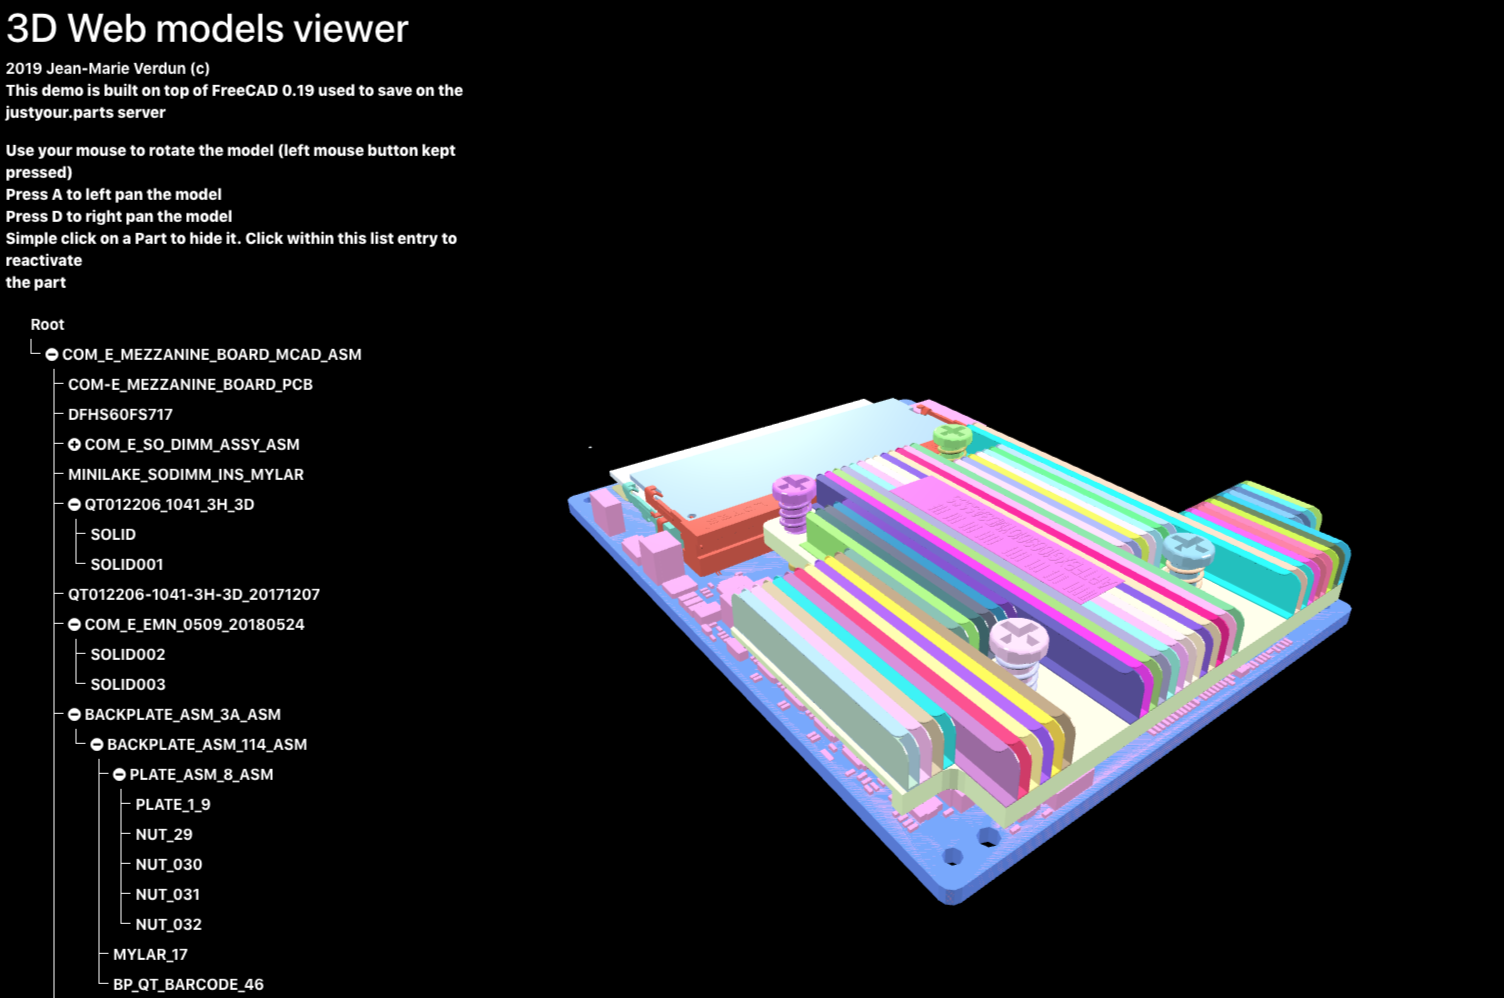 3D Web models viewer
2019 Jean-Marie Verdun (c)
This demo is built on top of FreeCAD 0.19 used to save on the
justyour.parts server
Use your mouse to rotate the model (left mouse button kept
pressed)
Press A to left pan the model
Press D to right pan the model
Simple click on a Part to hide it. Click within this list entry to
reactivate
the part
Root
COM_E_MEZZANINE_BOARD_MCAD_ASM
COM-E_MEZZANINE_BOARD_PCB
DFHS60FS717
COM_E_SO_DIMM_ASSY_ASM
MINILAKE_SODIMM_INS_MYLAR
QT012206_1041_3H_3D
SOLID
SOLID001
QT012206-1041-3H-3D_20171207
COM_E_EMN_0509_20180524
SOLID002
SOLID003
BACKPLATE_ASM_3A_ASM
BACKPLATE_ASM_114_ASM
PLATE_ASM_8_ASM
PLATE_1_9
NUT_29
NUT_030
NUT_031
NUT_032
MYLAR_17
BP_QT_BARCODE_46